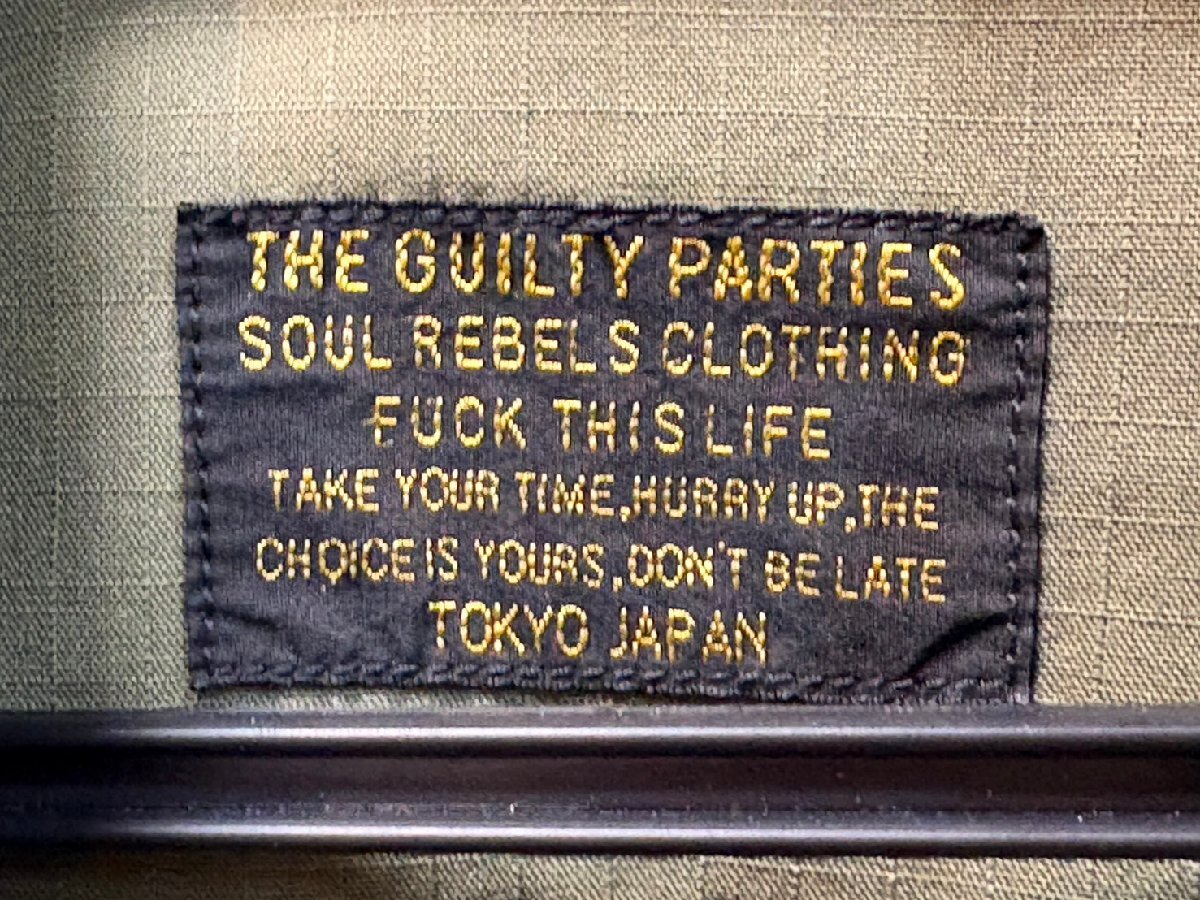 THE GUILTY PARTIES
SOUL REBELS CLOTHING
FUCK THIS LIFE
TAKE YOUR TIME,HURRY UP,THE
CHOICE IS YOURS,DON'T BE LATE
TOKYO JAPAN